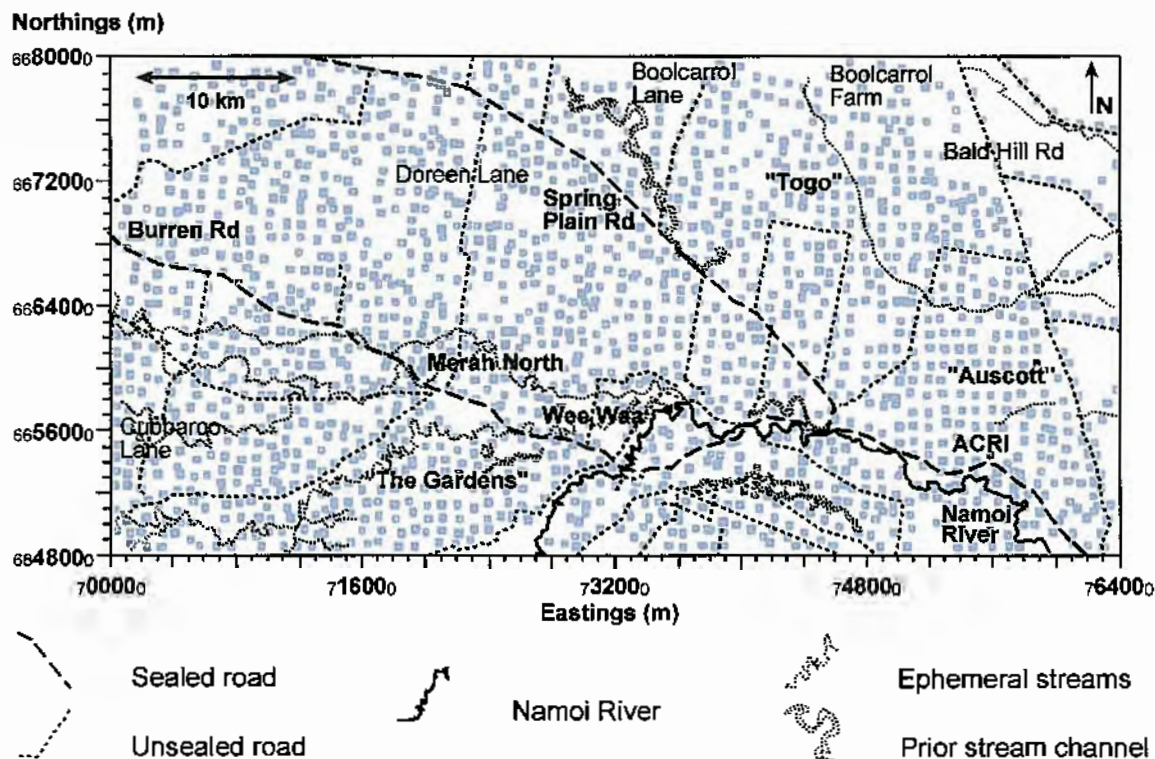 Northings (m)
6680000
10 km
Boolcarrol
Lane
Boolcarrol
Farm
N
Bald Hill Rd
6672000
Doreen Lane
"Togo"
Spring
Plain Rd
Burren Rd
6664000
Merah North
"Auscott"
Wee Waa
Cubbaroo
Lane
6656000
ACRI
"The Gardens"
Namoi
River
6648000
700000
716000
732000
748000
764000
Eastings (m)
Sealed road
Namoi River
Ephemeral streams
Unsealed road
Prior stream channel